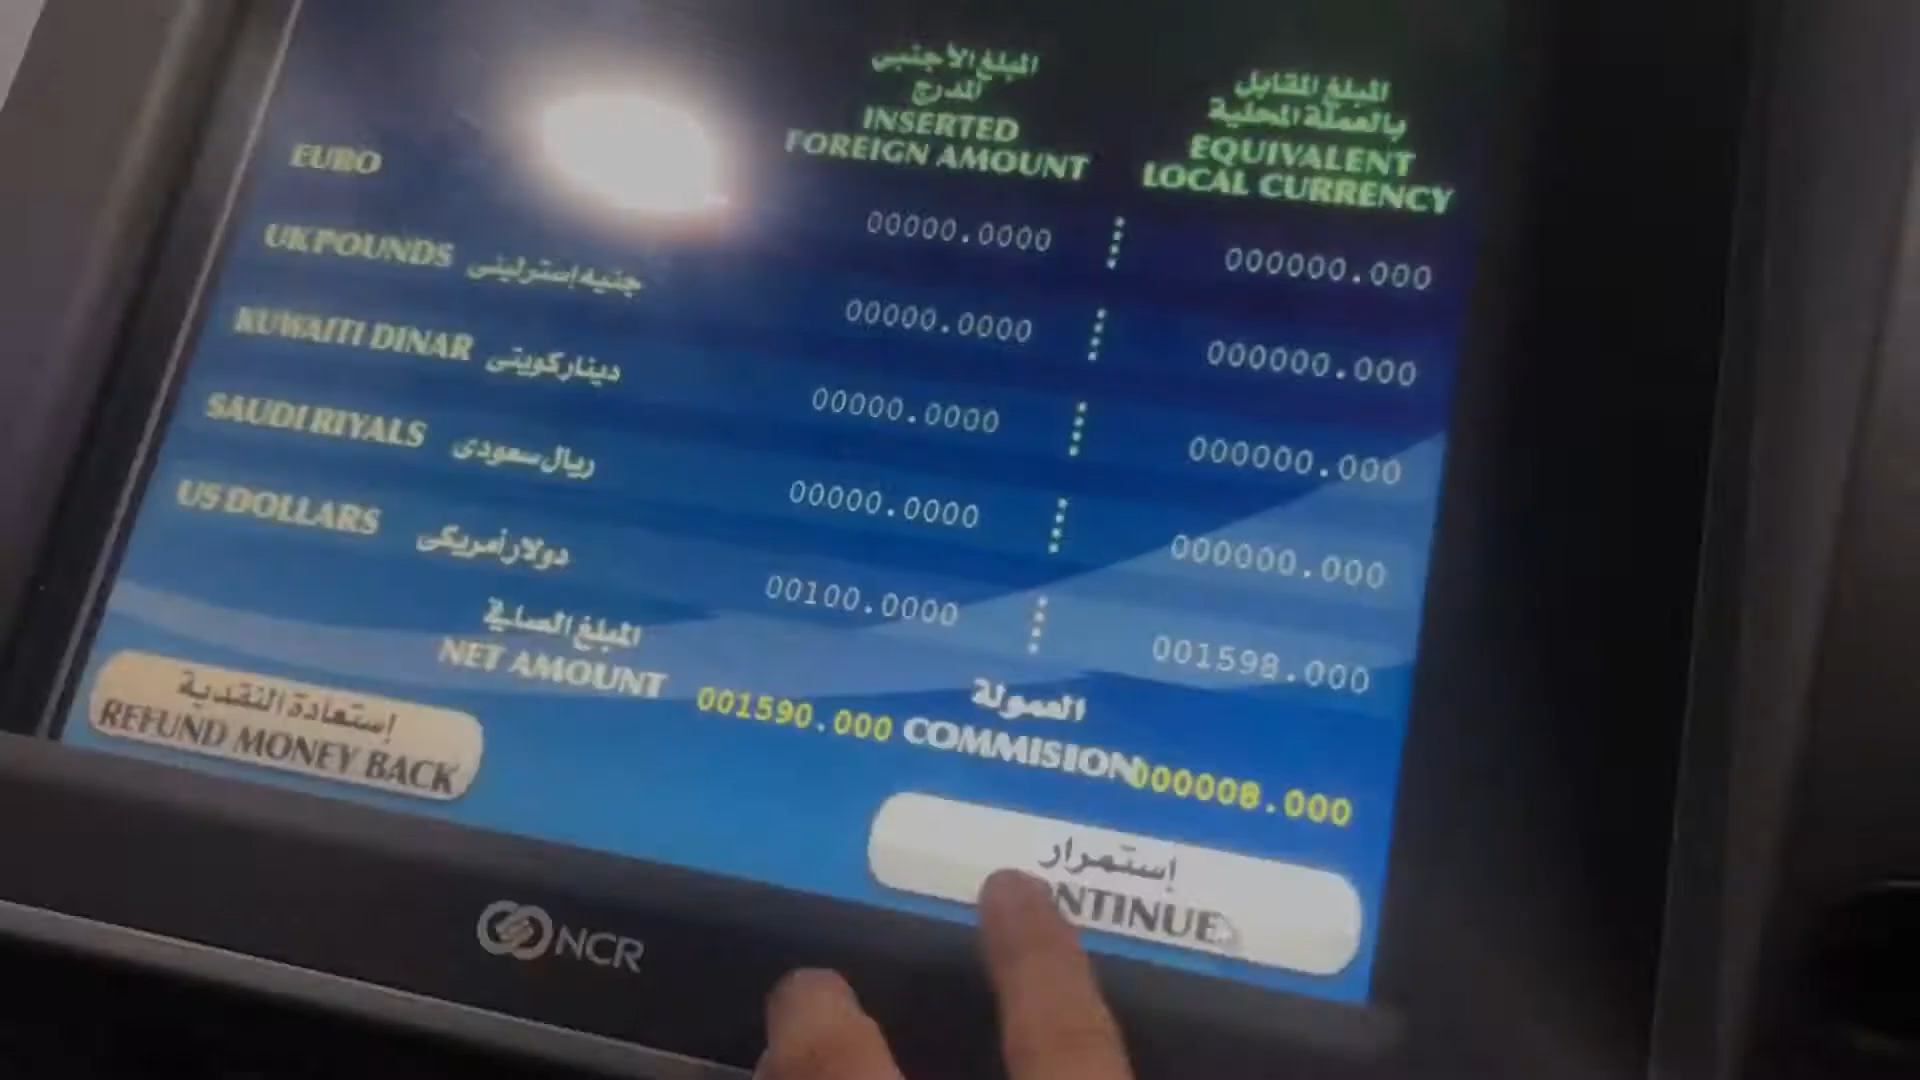 المبلغ الأجنبي
المدرج
INSERTED
FOREIGN AMOUNT
المبلغ المقابل
بالعملة المحلية
EQUIVALENT
LOCAL CURRENCY
EURO
00000.0000 000000.000
UK POUNDS جنيه إسترليني
00000.0000 000000.000
KUWAITI DINAR دينار كويتي
00000.0000 000000.000
SAUDI RIYALS ريال سعودى
00000.0000 000000.000
US DOLLARS دولار أمريكى
00100.0000 001598.000
المبلغ الصافي
NET AMOUNT 001590.000
العمولة
COMMISION 000008.000
إستعادة النقدية
REFUND MONEY BACK
إستمرار
NTINUE
NCR